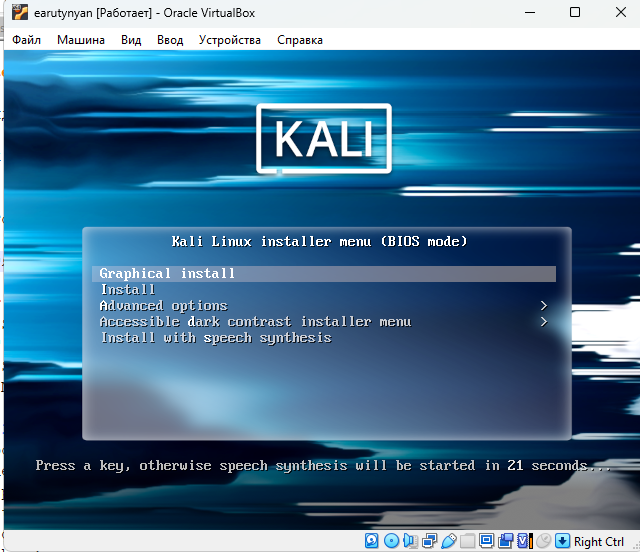 earutynyan [Работает] - Oracle VirtualBox
Файл Машина Вид Ввод Устройства Справка
KALI
Kali Linux installer menu (BIOS mode)
Graphical install
Install
Advanced options >
Accessible dark contrast installer menu >
Install with speech synthesis
Press a key, otherwise speech synthesis will be started in 21 seconds...
Right Ctrl